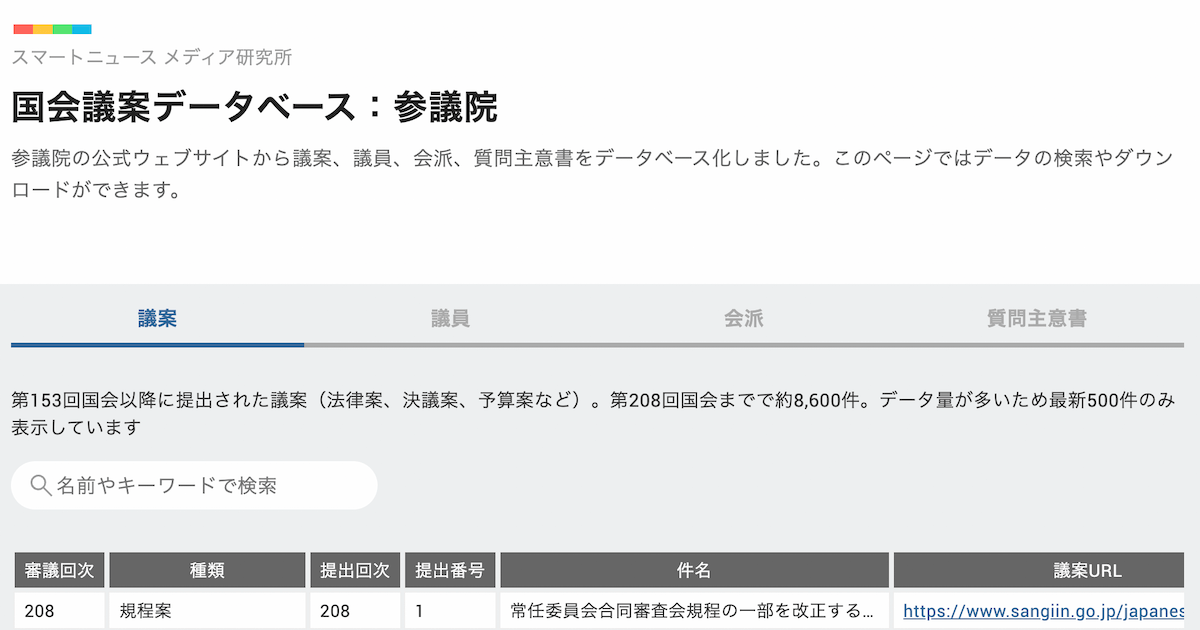 スマートニュース メディア研究所
国会議案データベース：参議院
参議院の公式ウェブサイトから議案、議員、会派、質問主意書をデータベース化しました。このページではデータの検索やダウン
ロードができます。
議案 議員 会派 質問主意書
第153回国会以降に提出された議案（法律案、決議案、予算案など）。第208回国会までで約8,600件。データ量が多いため最新500件のみ
表示しています
名前やキーワードで検索
審議回次 種類 提出回次 提出番号 件名 議案URL
208 規程案 208 1 常任委員会合同審査会規程の一部を改正する... https://www.sangiin.go.jp/japanes